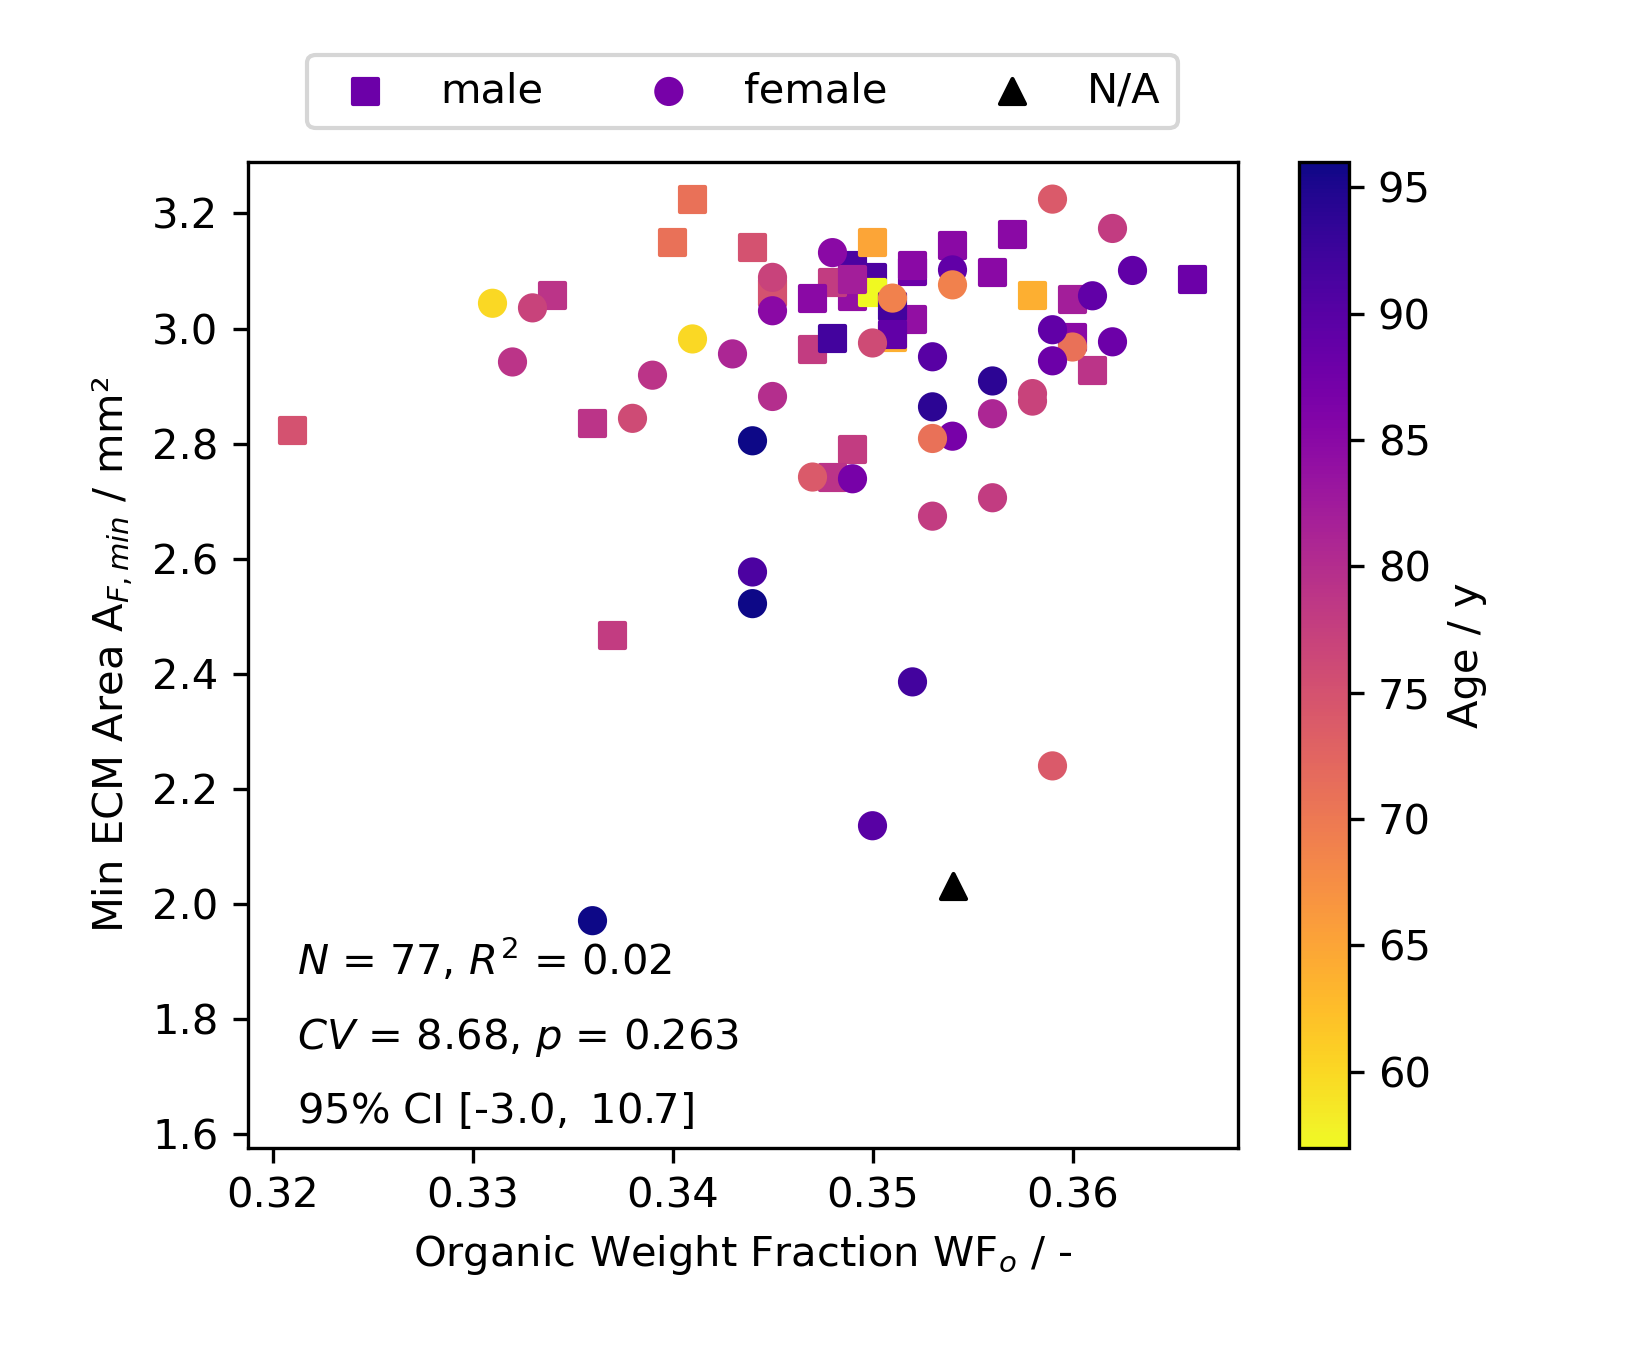 male female N/A
3.2
3.0
2.8
2.6
2.4
2.2
2.0
1.8
1.6
Min ECM Area A_{F, min} / mm²
N = 77, R² = 0.02
CV = 8.68, p = 0.263
95% CI [-3.0, 10.7]
0.32 0.33 0.34 0.35 0.36
Organic Weight Fraction WF_o / -
95
90
85
80
75
70
65
60
Age / y